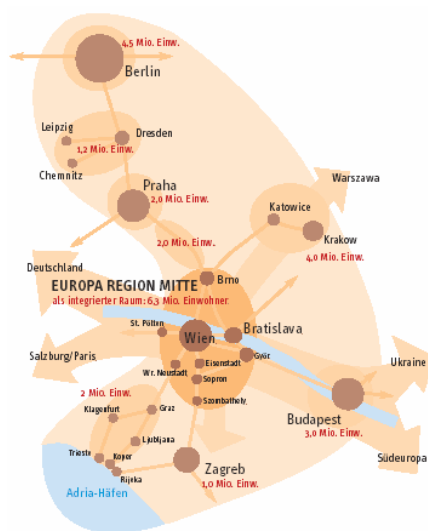 4,5 Mio. Einw.
Berlin
Leipzig
Dresden
1,2 Mio. Einw.
Chemnitz
Praha
2,0 Mio. Einw.
Warszawa
Katowice
Krakow
4,0 Mio. Einw.
2,0 Mio. Einw.
Deutschland
Brno
EUROPA REGION MITTE
als integrierter Raum: 6,3 Mio. Einwohner
St. Pölten
Wien
Bratislava
Salzburg/Paris
Györ
Eisenstadt
Wr. Neustadt
Sopron
Ukraine
2 Mio. Einw.
Szombathely
Klagenfurt
Graz
Budapest
3,0 Mio. Einw.
Ljubljana
Trieste
Koper
Zagreb
Südeuropa
Rijeka
1,0 Mio. Einw.
Adria-Häfen